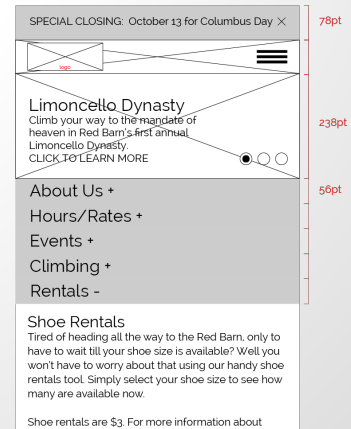 SPECIAL CLOSING: October 13 for Columbus Day ×
78pt
logo
Limoncello Dynasty
Climb your way to the mandate of
heaven in Red Barn's first annual
Limoncello Dynasty.
CLICK TO LEARN MORE
238pt
About Us +
56pt
Hours/Rates +
Events +
Climbing +
Rentals -
Shoe Rentals
Tired of heading all the way to the Red Barn, only to
have to wait till your shoe size is available? Well you
won't have to worry about that using our handy shoe
rentals tool. Simply select your shoe size to see how
many are available now.
Shoe rentals are $3. For more information about